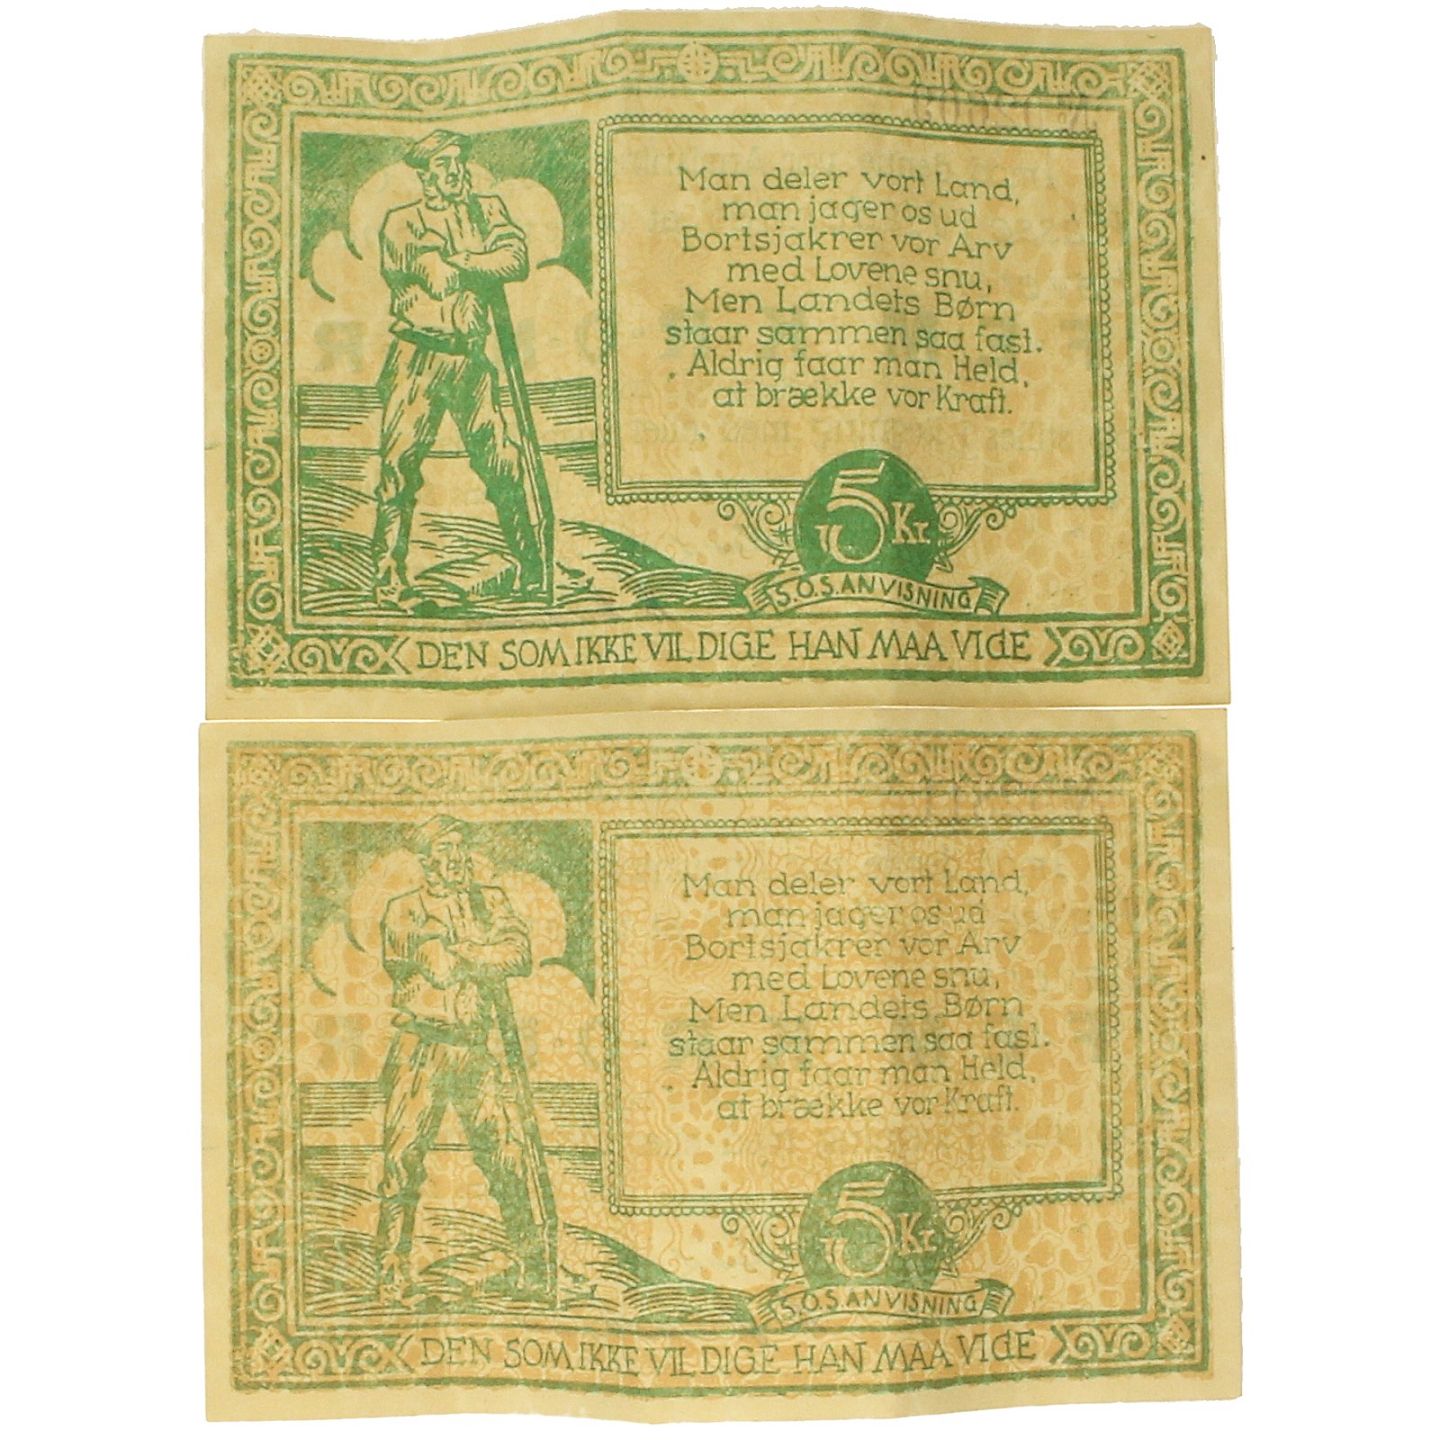 Man deler vort Land,
man jager os ud
Bortsjakrer vor Arv
med Lovene snu,
Men Landets Børn
staar sammen saa fast.
Aldrig faar man Held,
at brække vor Kraft.
5 Kr.
S.O.S. ANVISNING
DEN SOM IKKE VIL DIGE HAN MAA VIGE
Man deler vort Land,
man jager os ud
Bortsjakrer vor Arv
med Lovene snu,
Men Landets Børn
staar sammen saa fast.
Aldrig faar man Held,
at brække vor Kraft.
5 Kr.
S.O.S. ANVISNING
DEN SOM IKKE VIL DIGE HAN MAA VIGE